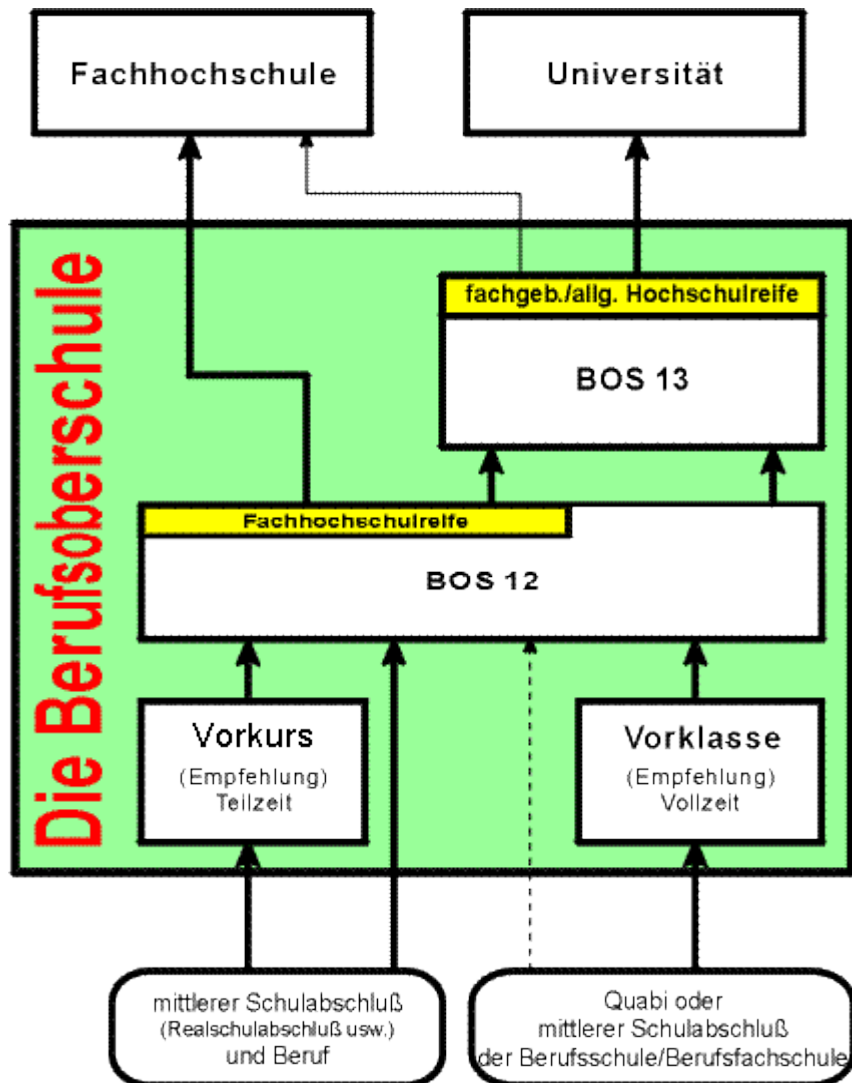 Fachhochschule
Universität
Die Berufsoberschule
fachgeb./allg. Hochschulreife
BOS 13
Fachhochschulreife
BOS 12
Vorkurs
(Empfehlung)
Teilzeit
Vorklasse
(Empfehlung)
Vollzeit
mittlerer Schulabschluß
(Realschulabschluß usw.)
und Beruf
Quabi oder
mittlerer Schulabschluß
der Berufsschule/Berufsfachschule